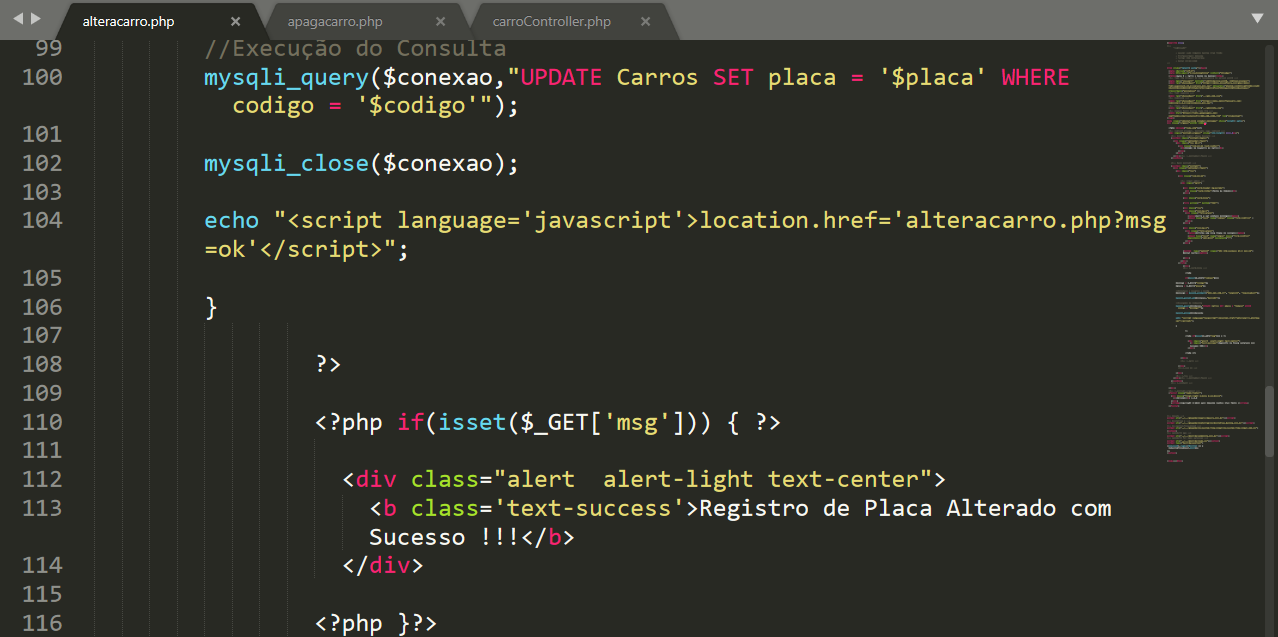 alteracarro.php × apagacarro.php × carroController.php ×
99 //Execução do Consulta
100 mysqli_query($conexao,"UPDATE Carros SET placa = '$placa' WHERE
codigo = '$codigo'");
101
102 mysqli_close($conexao);
103
104 echo "<script language='javascript'>location.href='alteracarro.php?msg
=ok'</script>";
105
106 }
107
108 ?>
109
110 <?php if(isset($_GET['msg'])) { ?>
111
112 <div class="alert  alert-light text-center">
113 <b class='text-success'>Registro de Placa Alterado com
Sucesso !!!</b>
114 </div>
115
116 <?php }?>